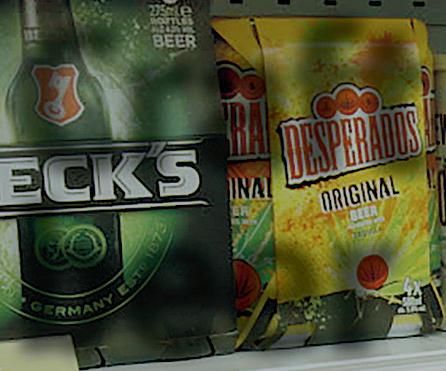 275ml e
BOTTLES
BEER
ECK'S
GERMANY EST 1873
DESPERADOS
ORIGINAL
BEER
4x
RA
INAL